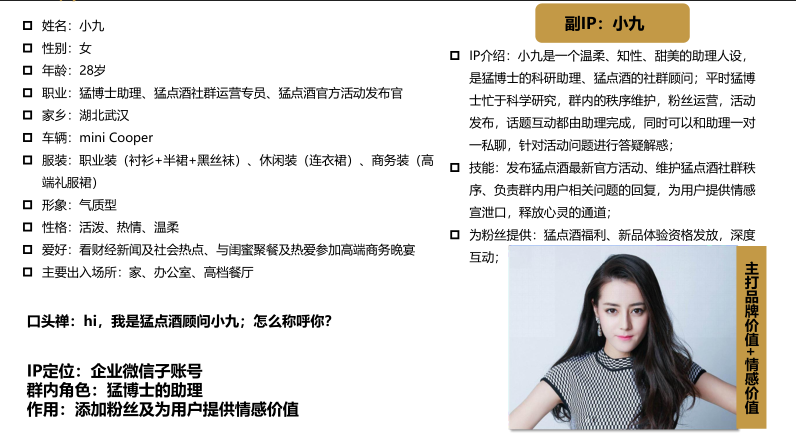 姓名：小九
性别：女
年龄：28岁
职业：猛博士助理、猛点酒社群运营专员、猛点酒官方活动发布官
家乡：湖北武汉
车辆：mini Cooper
服装：职业装（衬衫+半裙+黑丝袜）、休闲装（连衣裙）、商务装（高
端礼服裙）
形象：气质型
性格：活泼、热情、温柔
爱好：看财经新闻及社会热点、与闺蜜聚餐及热爱参加高端商务晚宴
主要出入场所：家、办公室、高档餐厅
口头禅：hi，我是猛点酒顾问小九；怎么称呼你？
IP定位：企业微信子账号
群内角色：猛博士的助理
作用：添加粉丝及为用户提供情感价值
副IP：小九
IP介绍：小九是一个温柔、知性、甜美的助理人设，
是猛博士的科研助理、猛点酒的社群顾问；平时猛博
士忙于科学研究，群内的秩序维护，粉丝运营，活动
发布，话题互动都由助理完成，同时可以和助理一对
一私聊，针对活动问题进行答疑解惑；
技能：发布猛点酒最新官方活动、维护猛点酒社群秩
序、负责群内用户相关问题的回复，为用户提供情感
宣泄口，释放心灵的通道；
为粉丝提供：猛点酒福利、新品体验资格发放，深度
互动；
主打品牌价值+情感价值